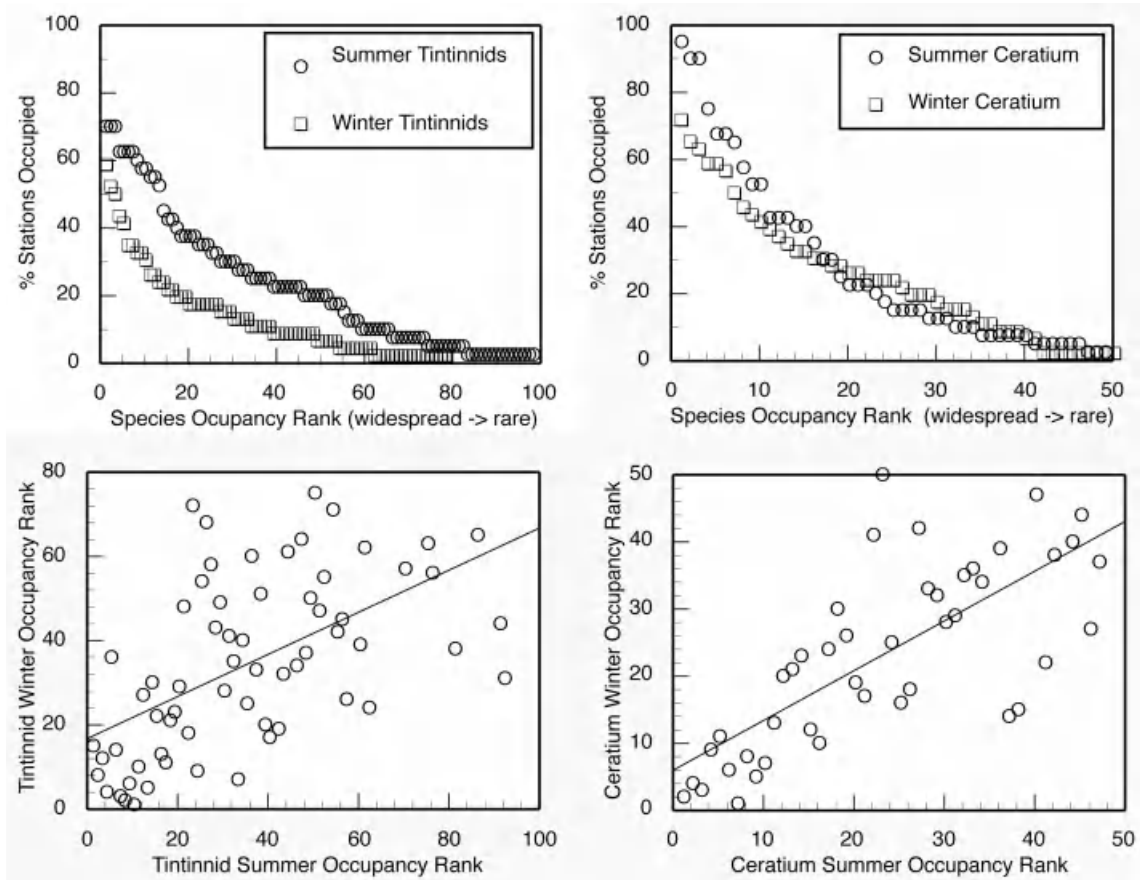 100
80
60
40
20
0
% Stations Occupied
Summer Tintinnids
Winter Tintinnids
0 20 40 60 80 100
Species Ocupancy Rank (widespread -> rare)
100
80
60
40
20
0
% Stations Occupied
Summer Ceratium
Winter Ceratium
0 10 20 30 40 50
Species Occupancy Rank (widespread -> rare)
80
60
40
20
0
Tintinnid Winter Occupancy Rank
0 20 40 60 80 100
Tintinnid Summer Occupancy Rank
50
40
30
20
10
0
Ceratium Winter Occupancy Rank
0 10 20 30 40 50
Ceratium Summer Occupancy Rank